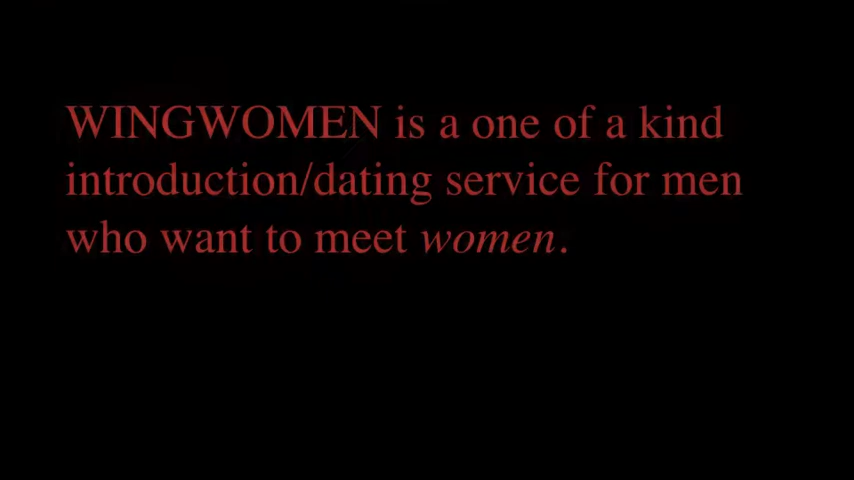 WINGWOMEN is a one of a kind
introduction/dating service for men
who want to meet women.